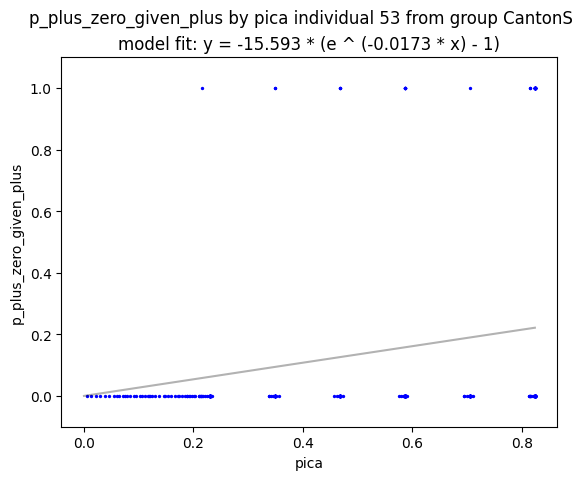 p_plus_zero_given_plus by pica individual 53 from group CantonS
model fit: y = -15.593 * (e ^ (-0.0173 * x) - 1)
p_plus_zero_given_plus
1.0
0.8
0.6
0.4
0.2
0.0
0.0 0.2 0.4 0.6 0.8
pica